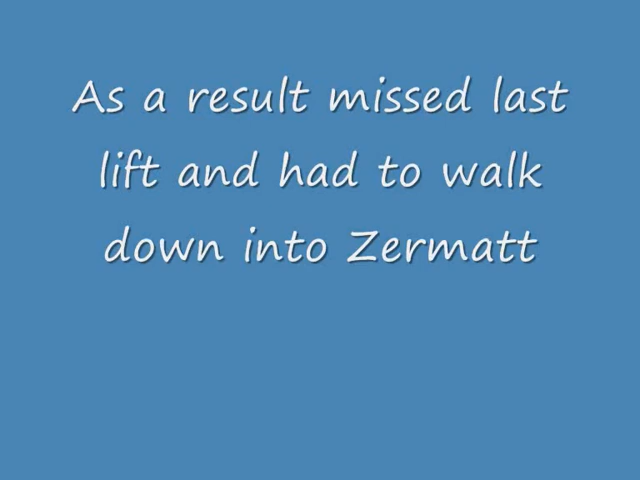 As a result missed last
lift and had to walk
down into Zermatt